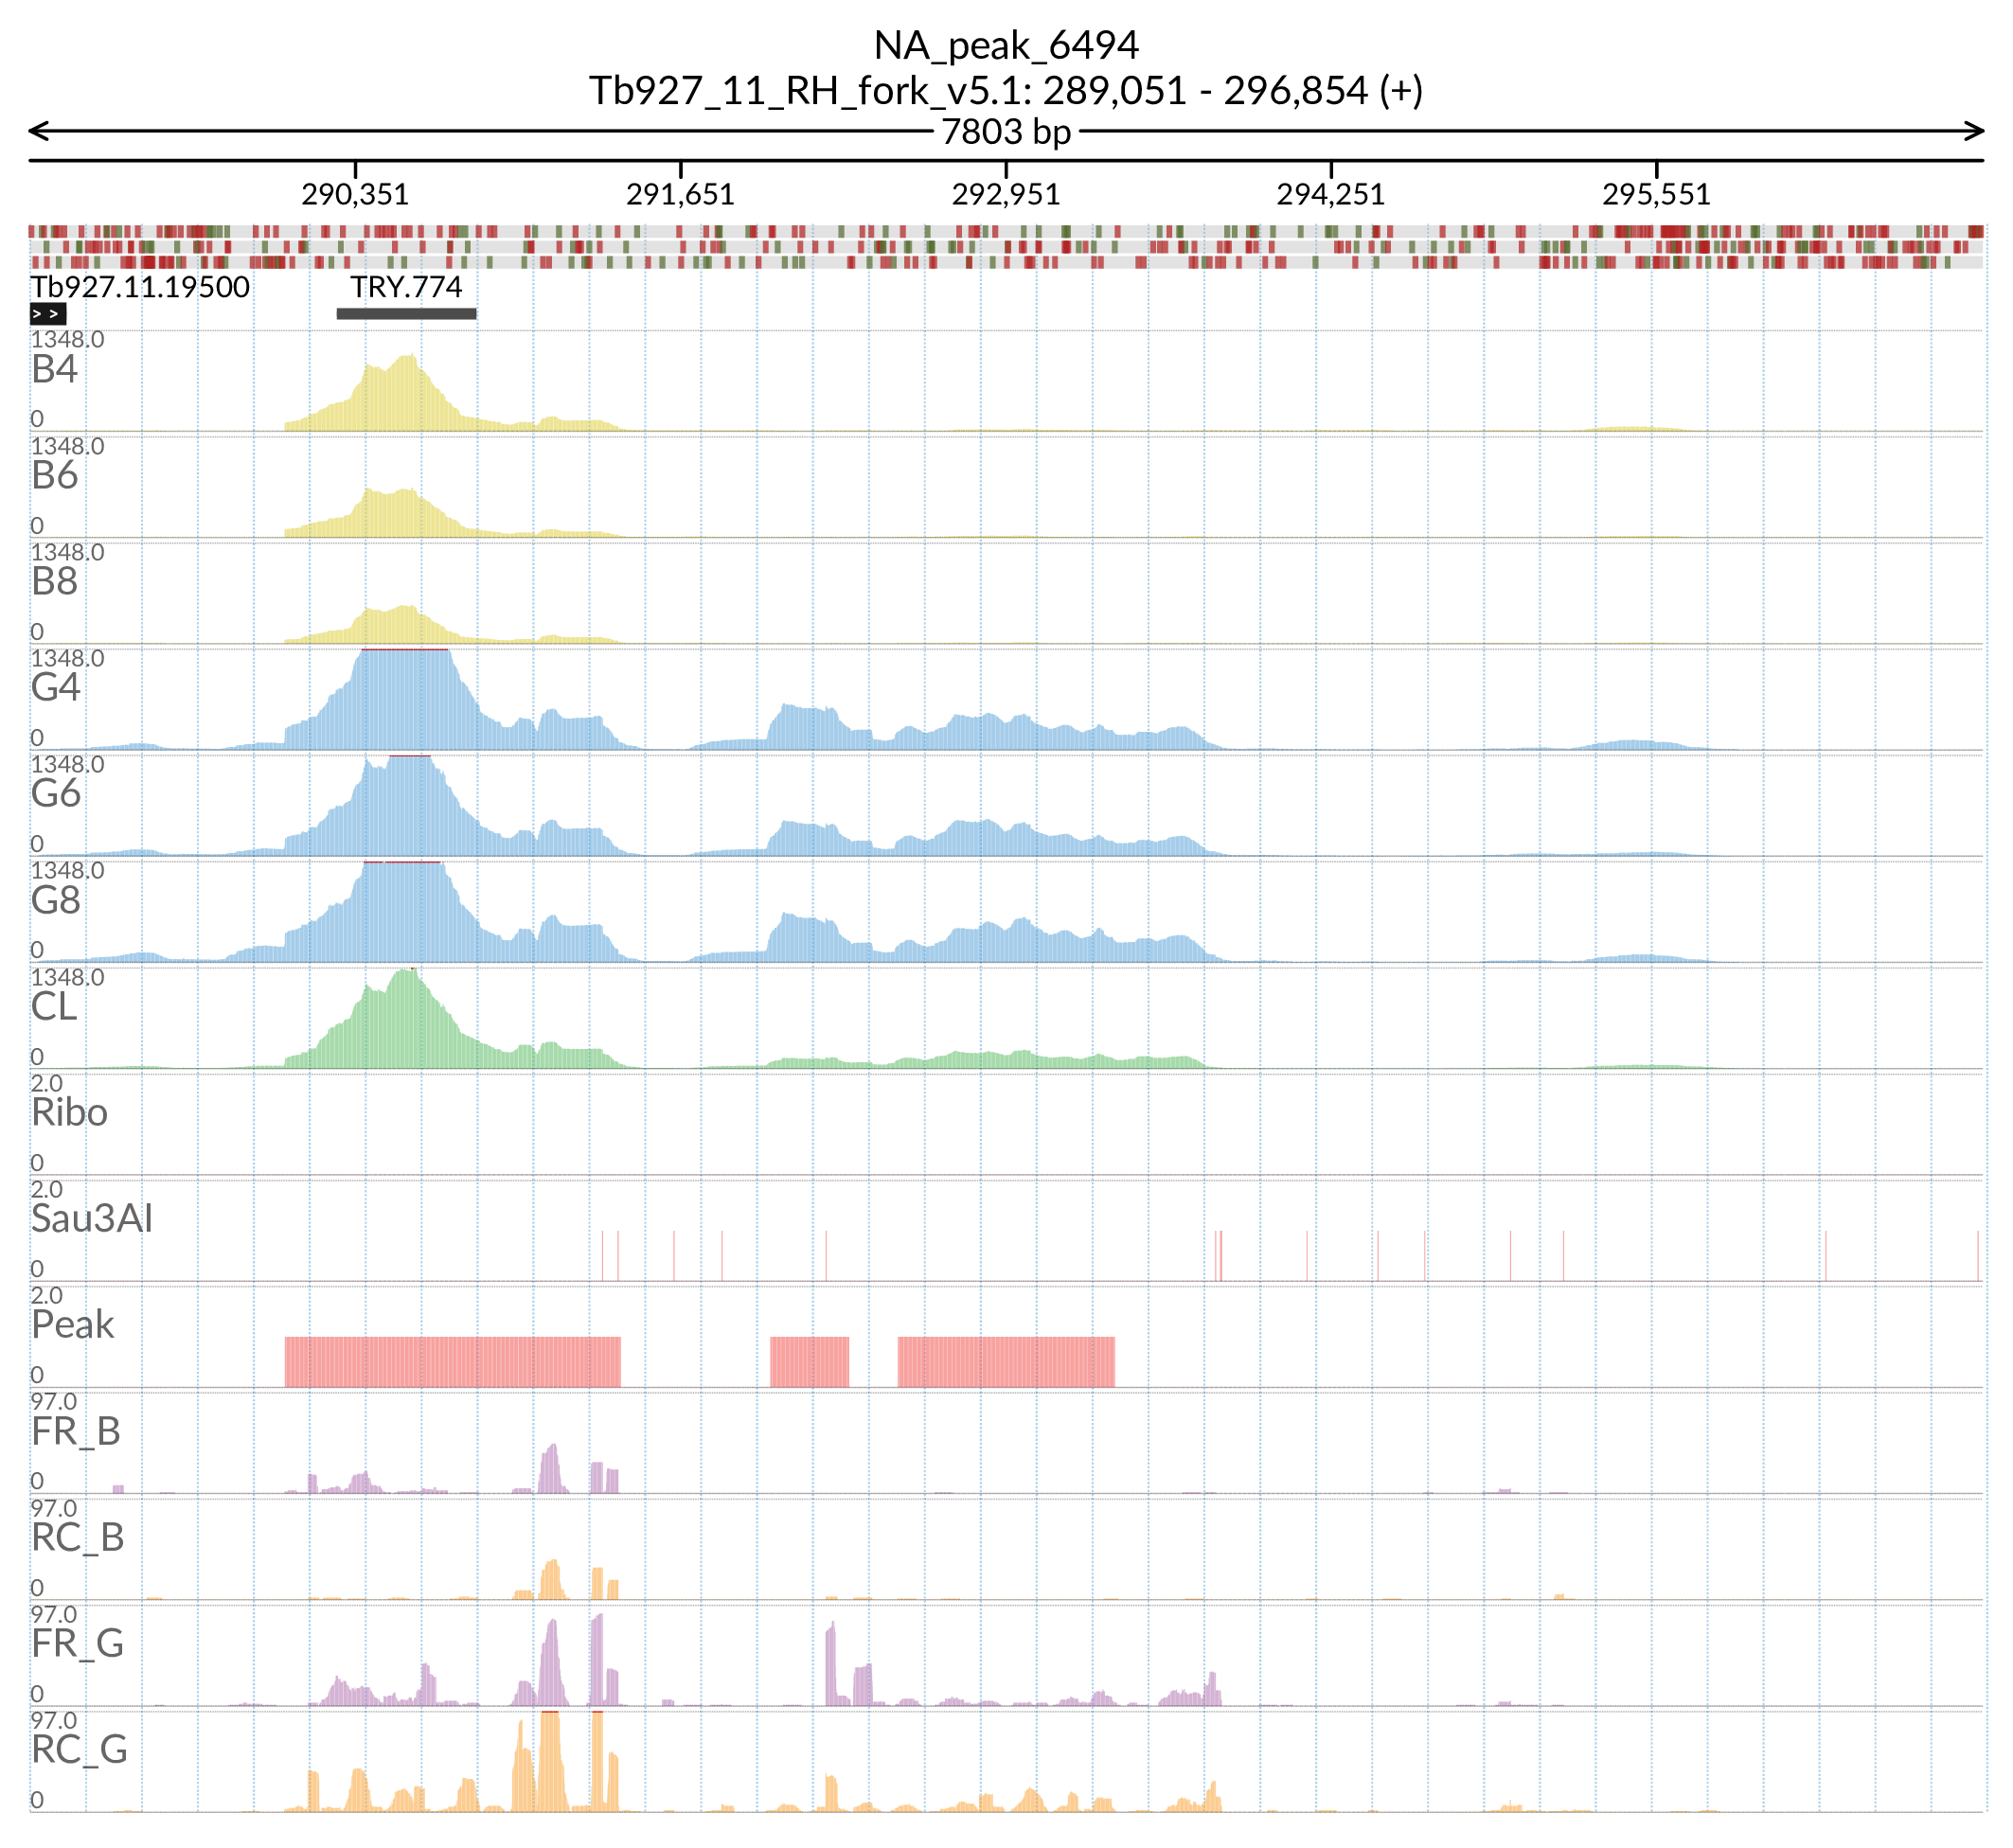 NA_peak_6494
Tb927_11_RH_fork_v5.1: 289,051 - 296,854 (+)
7803 bp
290,351 291,651 292,951 294,251 295,551
Tb927.11.19500 TRY.774
> >
1348.0
B4
0
1348.0
B6
0
1348.0
B8
0
1348.0
G4
0
1348.0
G6
0
1348.0
G8
0
1348.0
CL
0
2.0
Ribo
0
2.0
Sau3AI
0
2.0
Peak
0
97.0
FR_B
0
97.0
RC_B
0
97.0
FR_G
0
97.0
RC_G
0